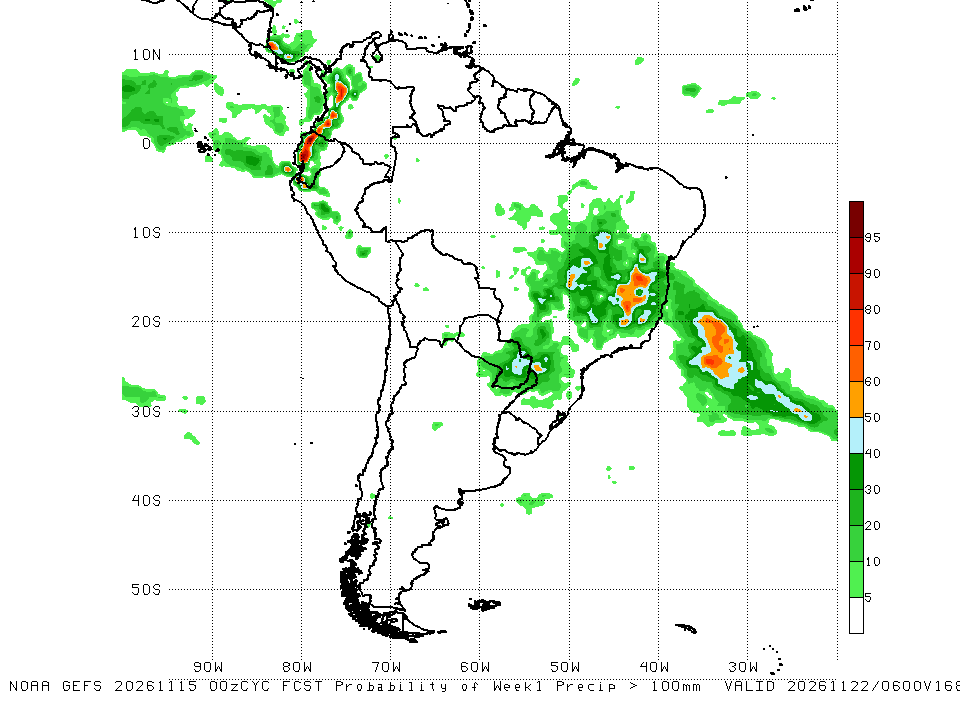 10N
0
10S
20S
30S
40S
50S
95
90
80
70
60
50
40
30
20
10
5
90W 80W 70W 60W 50W 40W 30W
NOAA GEFS 20261115 00zCYC FCST Probability of Week1 Precip > 100mm VALID 20261122/0600V168